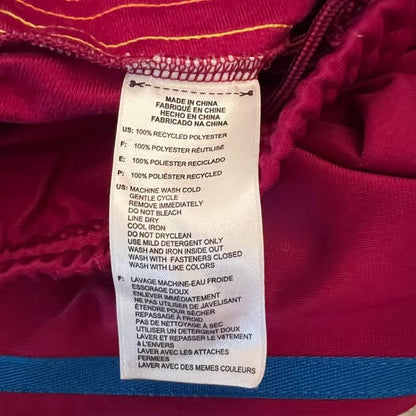 MADE IN CHINA
FABRIQUÉ EN CHINE
HECHO EN CHINA
FABRICADO NA CHINA
US: 100% RECYCLED POLYESTER
F: 100% POLYESTER RÉUTILISÉ
E: 100% POLIESTER RECICLADO
P: 100% POLIÉSTER RECYCLED
US: MACHINE WASH COLD
GENTLE CYCLE
REMOVE IMMEDIATELY
DO NOT BLEACH
LINE DRY
COOL IRON
DO NOT DRYCLEAN
USE MILD DETERGENT ONLY
WASH AND IRON INSIDE OUT
WASH WITH FASTENERS CLOSED
WASH WITH LIKE COLORS
F: LAVAGE MACHINE-EAU FROIDE
ESSORAGE DOUX
ENLEVER IMMÉDIATEMENT
NE PAS UTILISER DE JAVELISANT
ÉTENDRE POUR SÉCHER
REPASSAGE À FROID
PAS DE NETTOYAGE À SEC
UTILISER UN DETERGENT DOUX
LAVER ET REPASSER LE VÊTEMENT
À L'ENVERS
LAVER AVEC LES ATTACHES
FERMEES
LAVER AVEC DES MEMES COULEURS